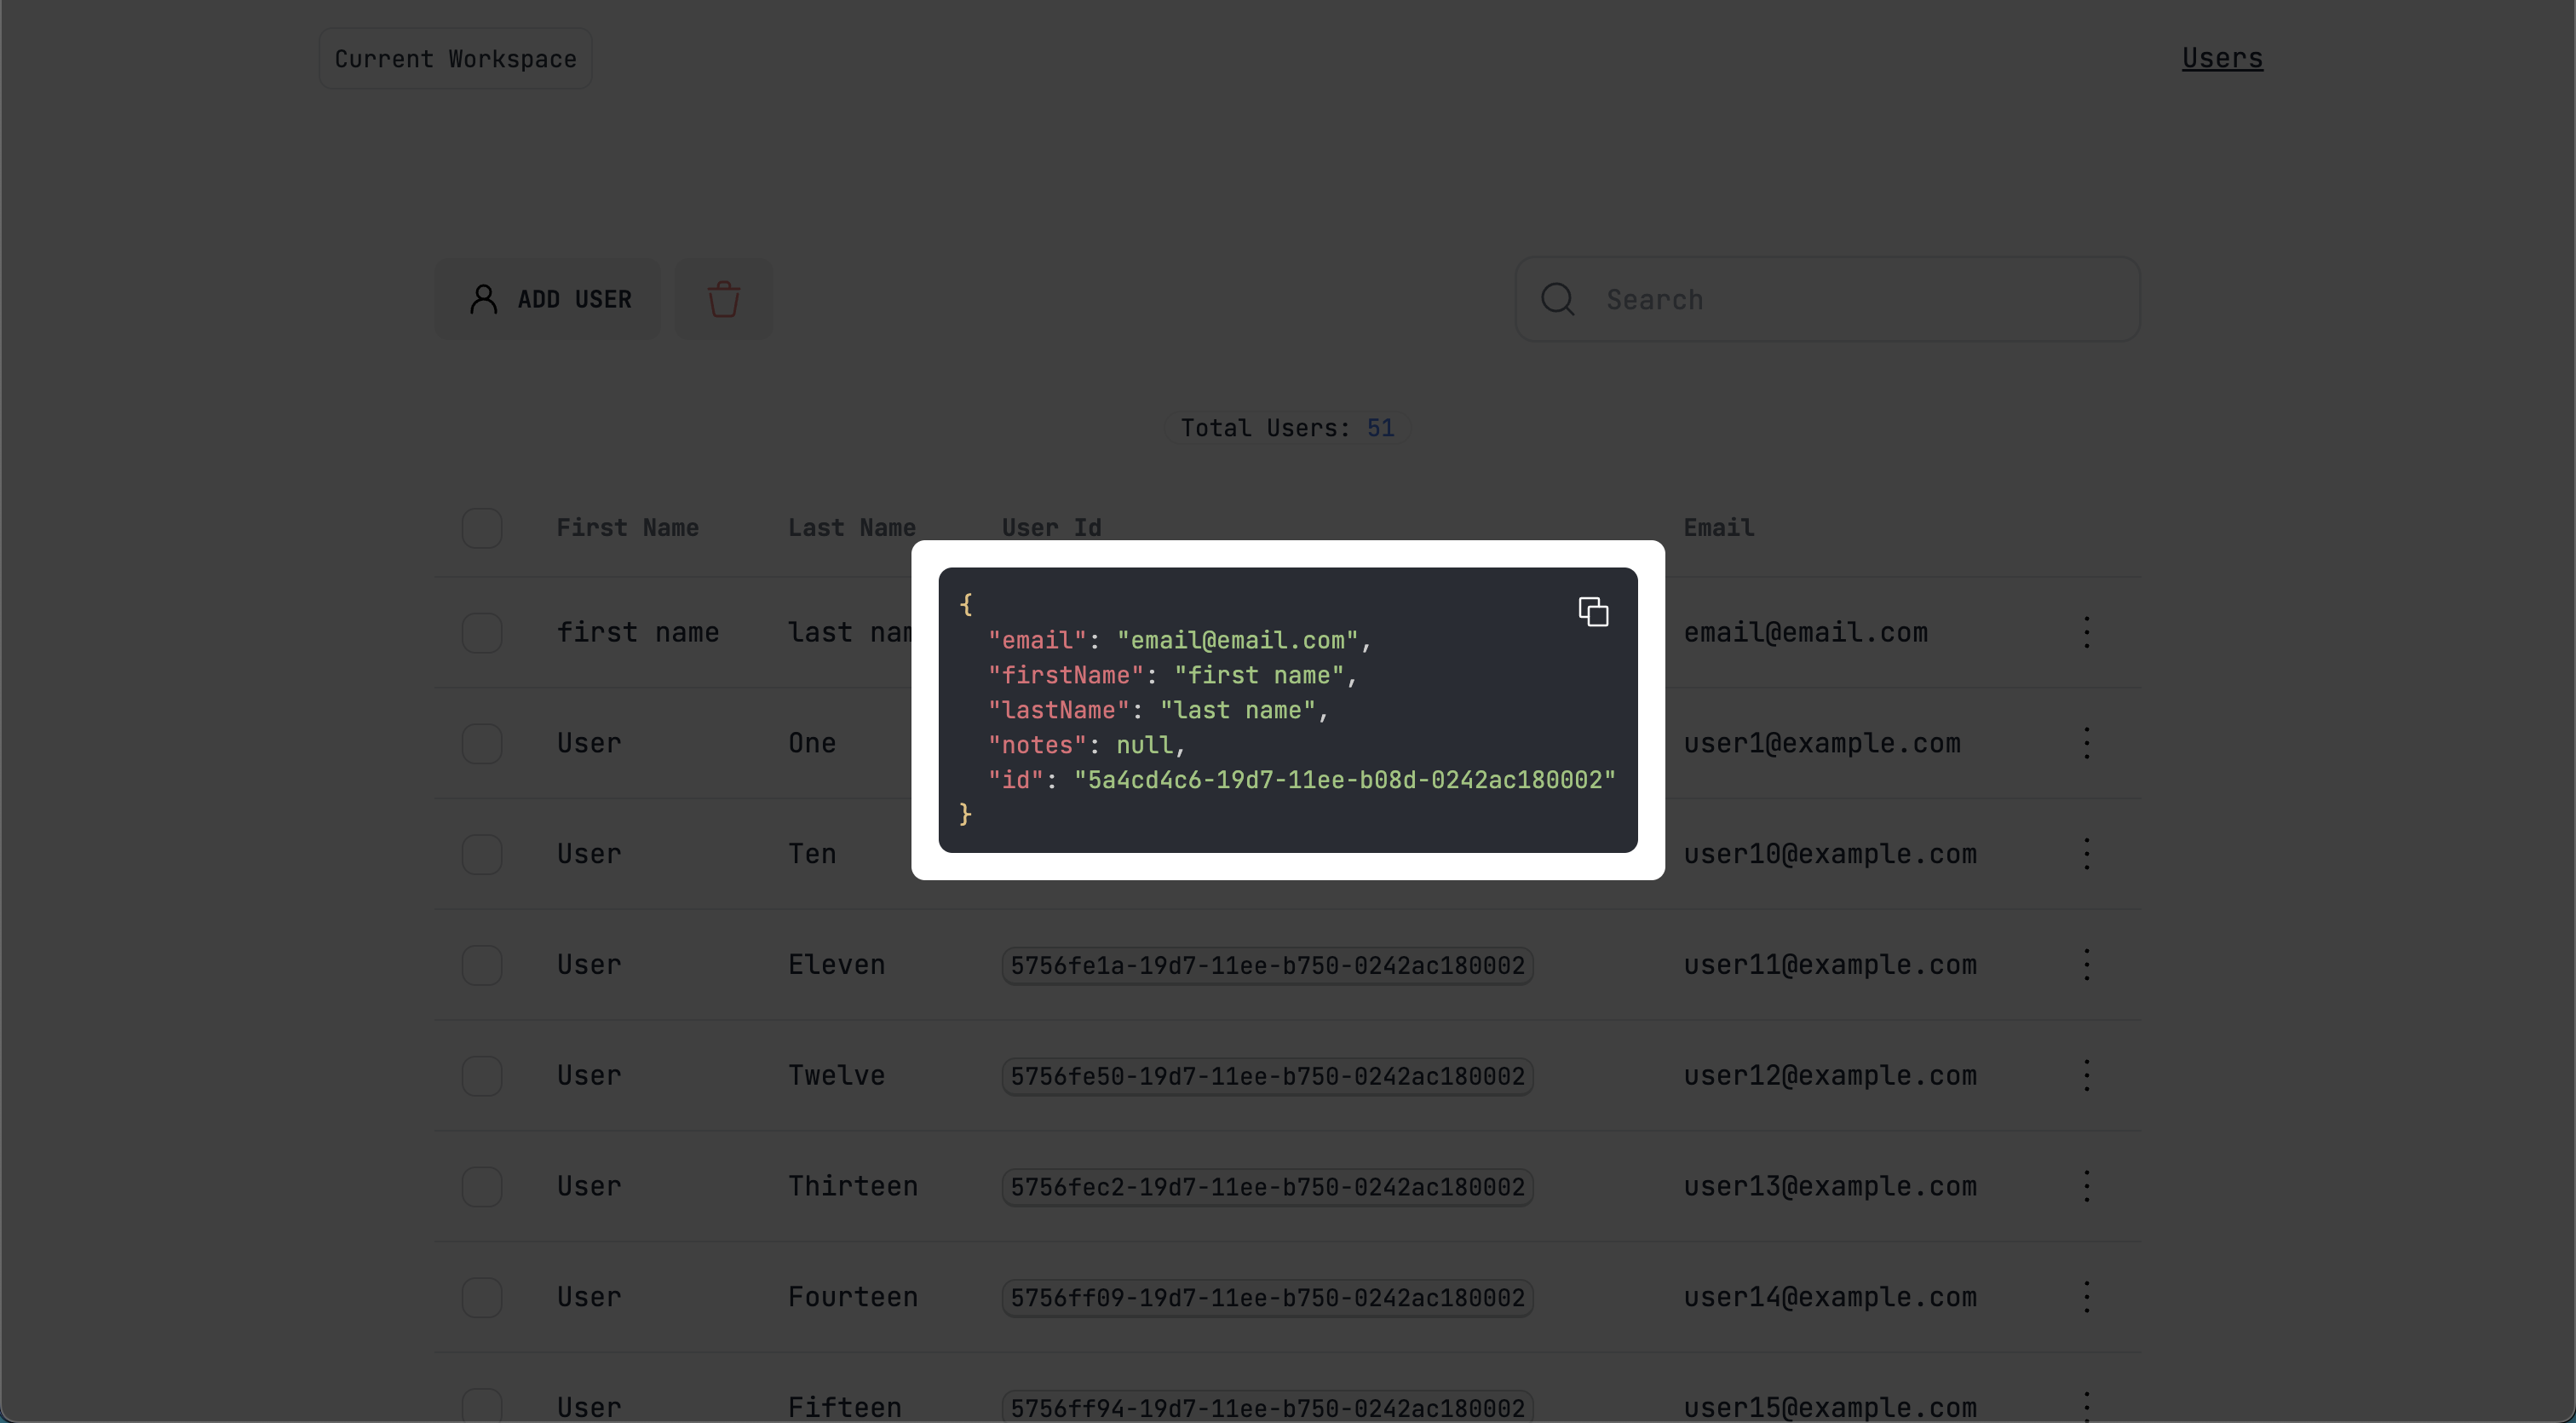 Current Workspace
Users
ADD USER
Search
Total Users: 51
First Name Last Name User Id Email
first name last nam email@email.com
User One user1@example.com
User Ten user10@example.com
{
"email": "email@email.com",
"firstName": "first name",
"lastName": "last name",
"notes": null,
"id": "5a4cd4c6-19d7-11ee-b08d-0242ac180002"
}
User Eleven 5756fe1a-19d7-11ee-b750-0242ac180002 user11@example.com
User Twelve 5756fe50-19d7-11ee-b750-0242ac180002 user12@example.com
User Thirteen 5756fec2-19d7-11ee-b750-0242ac180002 user13@example.com
User Fourteen 5756ff09-19d7-11ee-b750-0242ac180002 user14@example.com
User Fifteen 5756ff94-19d7-11ee-b750-0242ac180002 user15@example.com